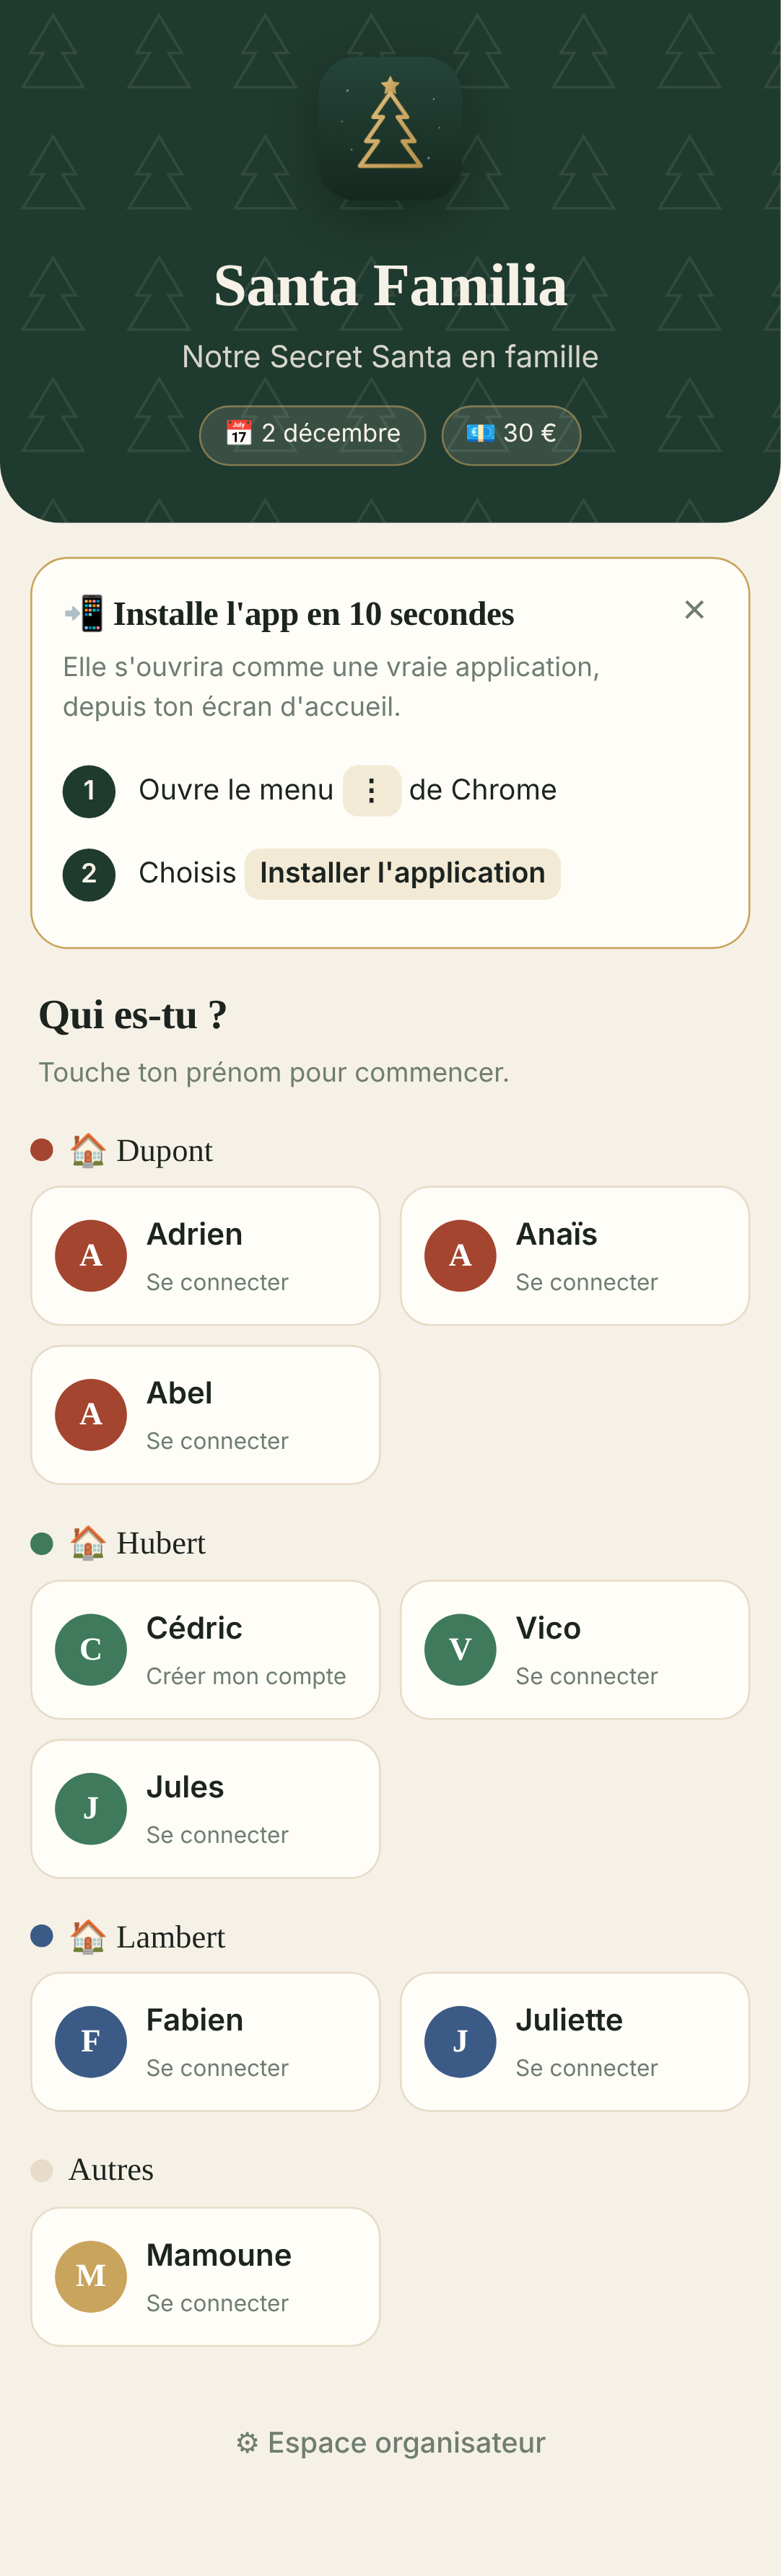 Santa Familia
Notre Secret Santa en famille
📅 2 décembre
💶 30 €
📲 Installe l'app en 10 secondes ✕
Elle s'ouvrira comme une vraie application,
depuis ton écran d'accueil.
1 Ouvre le menu ⋮ de Chrome
2 Choisis Installer l'application
Qui es-tu ?
Touche ton prénom pour commencer.
🏠 Dupont
A Adrien
Se connecter
A Anaïs
Se connecter
A Abel
Se connecter
🏠 Hubert
C Cédric
Créer mon compte
V Vico
Se connecter
J Jules
Se connecter
🏠 Lambert
F Fabien
Se connecter
J Juliette
Se connecter
Autres
M Mamoune
Se connecter
⚙ Espace organisateur